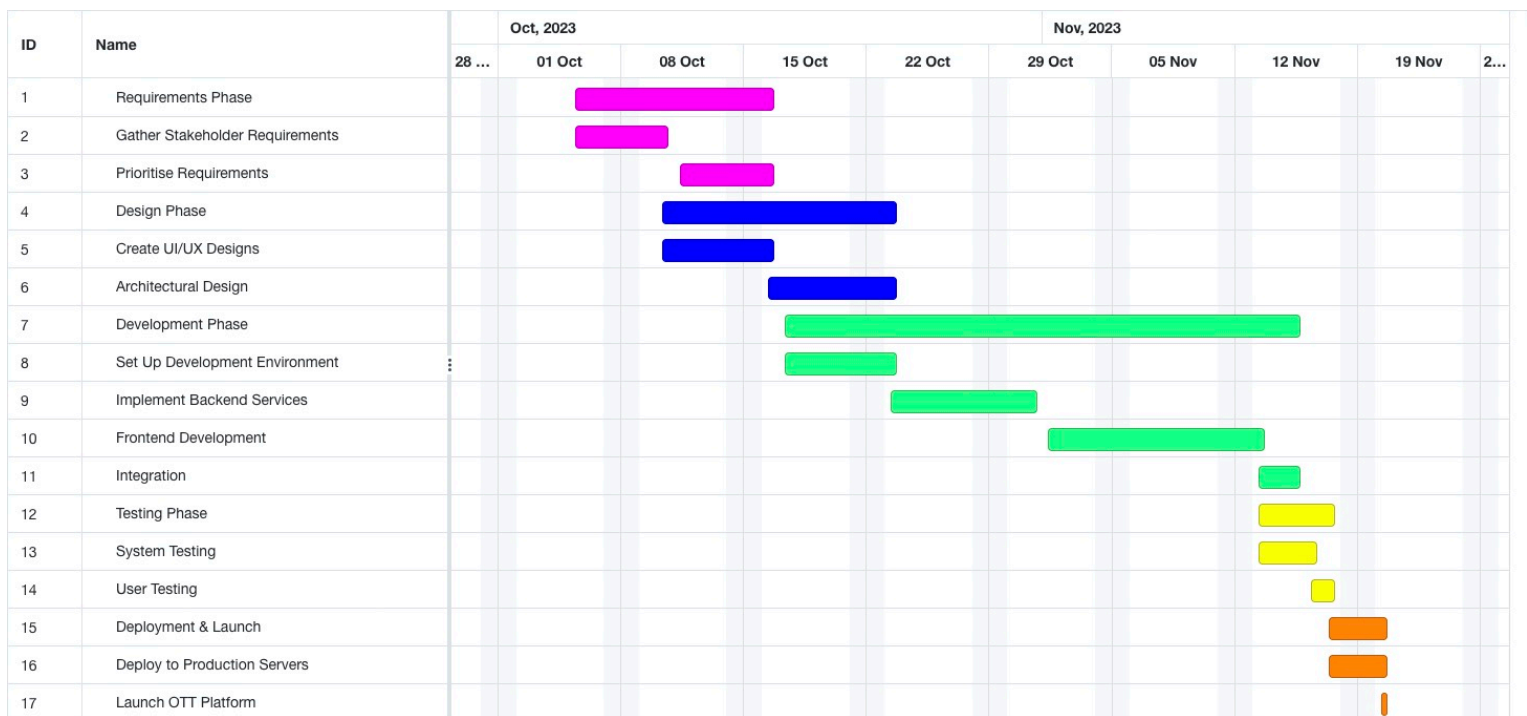 ID Name Oct, 2023 Nov, 2023
28 ... 01 Oct 08 Oct 15 Oct 22 Oct 29 Oct 05 Nov 12 Nov 19 Nov 2...
1 Requirements Phase
2 Gather Stakeholder Requirements
3 Prioritise Requirements
4 Design Phase
5 Create UI/UX Designs
6 Architectural Design
7 Development Phase
8 Set Up Development Environment
9 Implement Backend Services
10 Frontend Development
11 Integration
12 Testing Phase
13 System Testing
14 User Testing
15 Deployment & Launch
16 Deploy to Production Servers
17 Launch OTT Platform